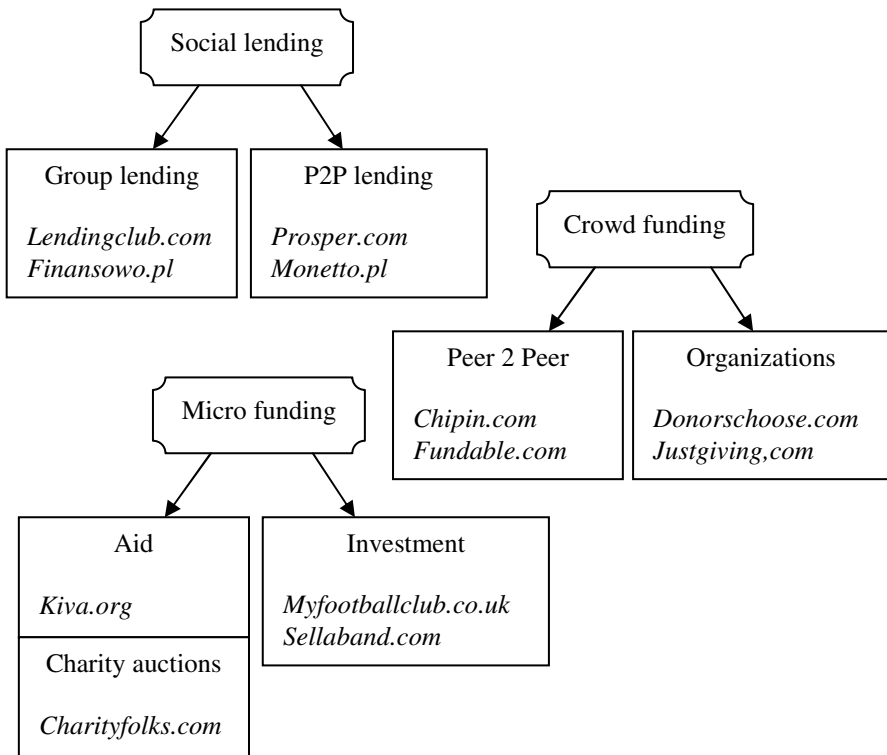 Social lending
Group lending
Lendingclub.com
Finansowo.pl
P2P lending
Prosper.com
Monetto.pl
Crowd funding
Peer 2 Peer
Chipin.com
Fundable.com
Organizations
Donorschoose.com
Justgiving,com
Micro funding
Aid
Kiva.org
Charity auctions
Charityfolks.com
Investment
Myfootballclub.co.uk
Sellaband.com